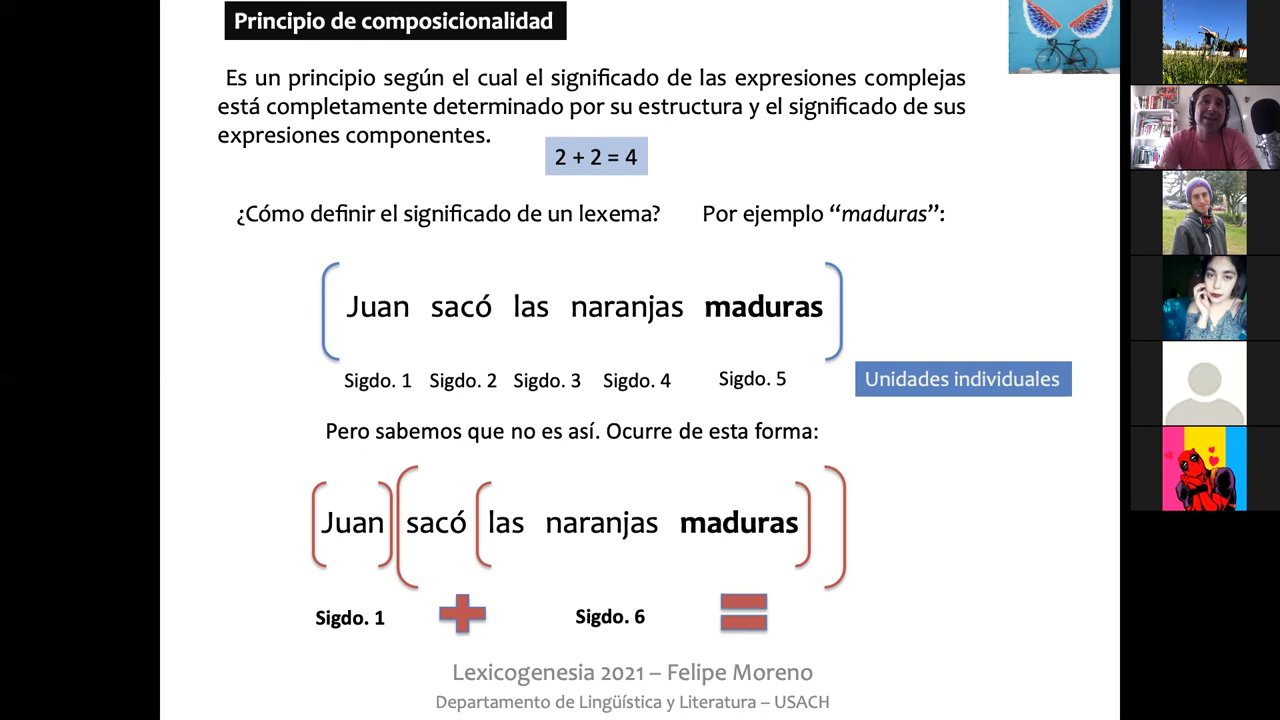 Principio de composicionalidad
Es un principio según el cual el significado de las expresiones complejas
está completamente determinado por su estructura y el significado de sus
expresiones componentes.
2 + 2 = 4
¿Cómo definir el significado de un lexema? Por ejemplo “maduras”:
Juan sacó las naranjas maduras
Sigdo. 1 Sigdo. 2 Sigdo. 3 Sigdo. 4 Sigdo. 5
Unidades individuales
Pero sabemos que no es así. Ocurre de esta forma:
Juan sacó las naranjas maduras
Sigdo. 1 + Sigdo. 6 =
Lexicogenesia 2021 – Felipe Moreno
Departamento de Lingüística y Literatura – USACH